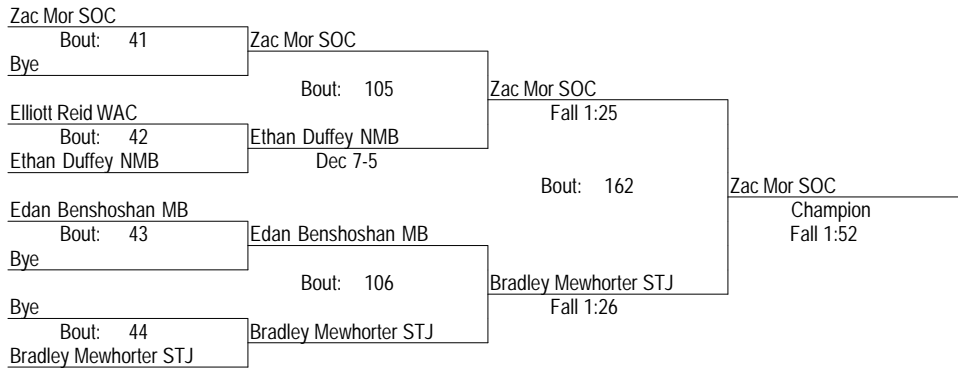 Zac Mor SOC
Bout: 41
Zac Mor SOC
Bye
Bout: 105
Zac Mor SOC
Elliott Reid WAC
Fall 1:25
Bout: 42
Ethan Duffey NMB
Ethan Duffey NMB
Dec 7-5
Bout: 162
Zac Mor SOC
Edan Benshoshan MB
Champion
Bout: 43
Edan Benshoshan MB
Fall 1:52
Bye
Bout: 106
Bradley Mewhorter STJ
Bye
Fall 1:26
Bout: 44
Bradley Mewhorter STJ
Bradley Mewhorter STJ